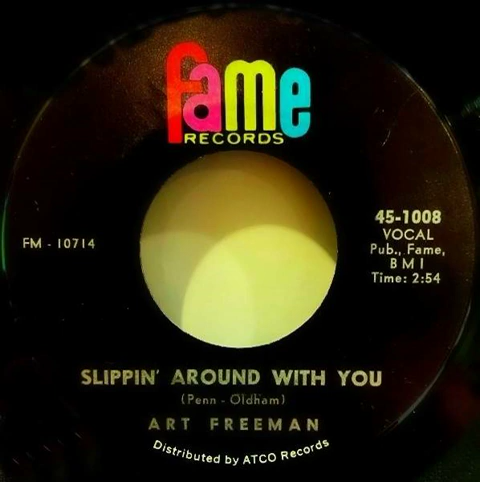 fame
RECORDS
45-1008
VOCAL
Pub., Fame,
B M I
Time: 2:54
FM - 10714
SLIPPIN' AROUND WITH YOU
(Penn - Oldham)
ART FREEMAN
Distributed by ATCO Records